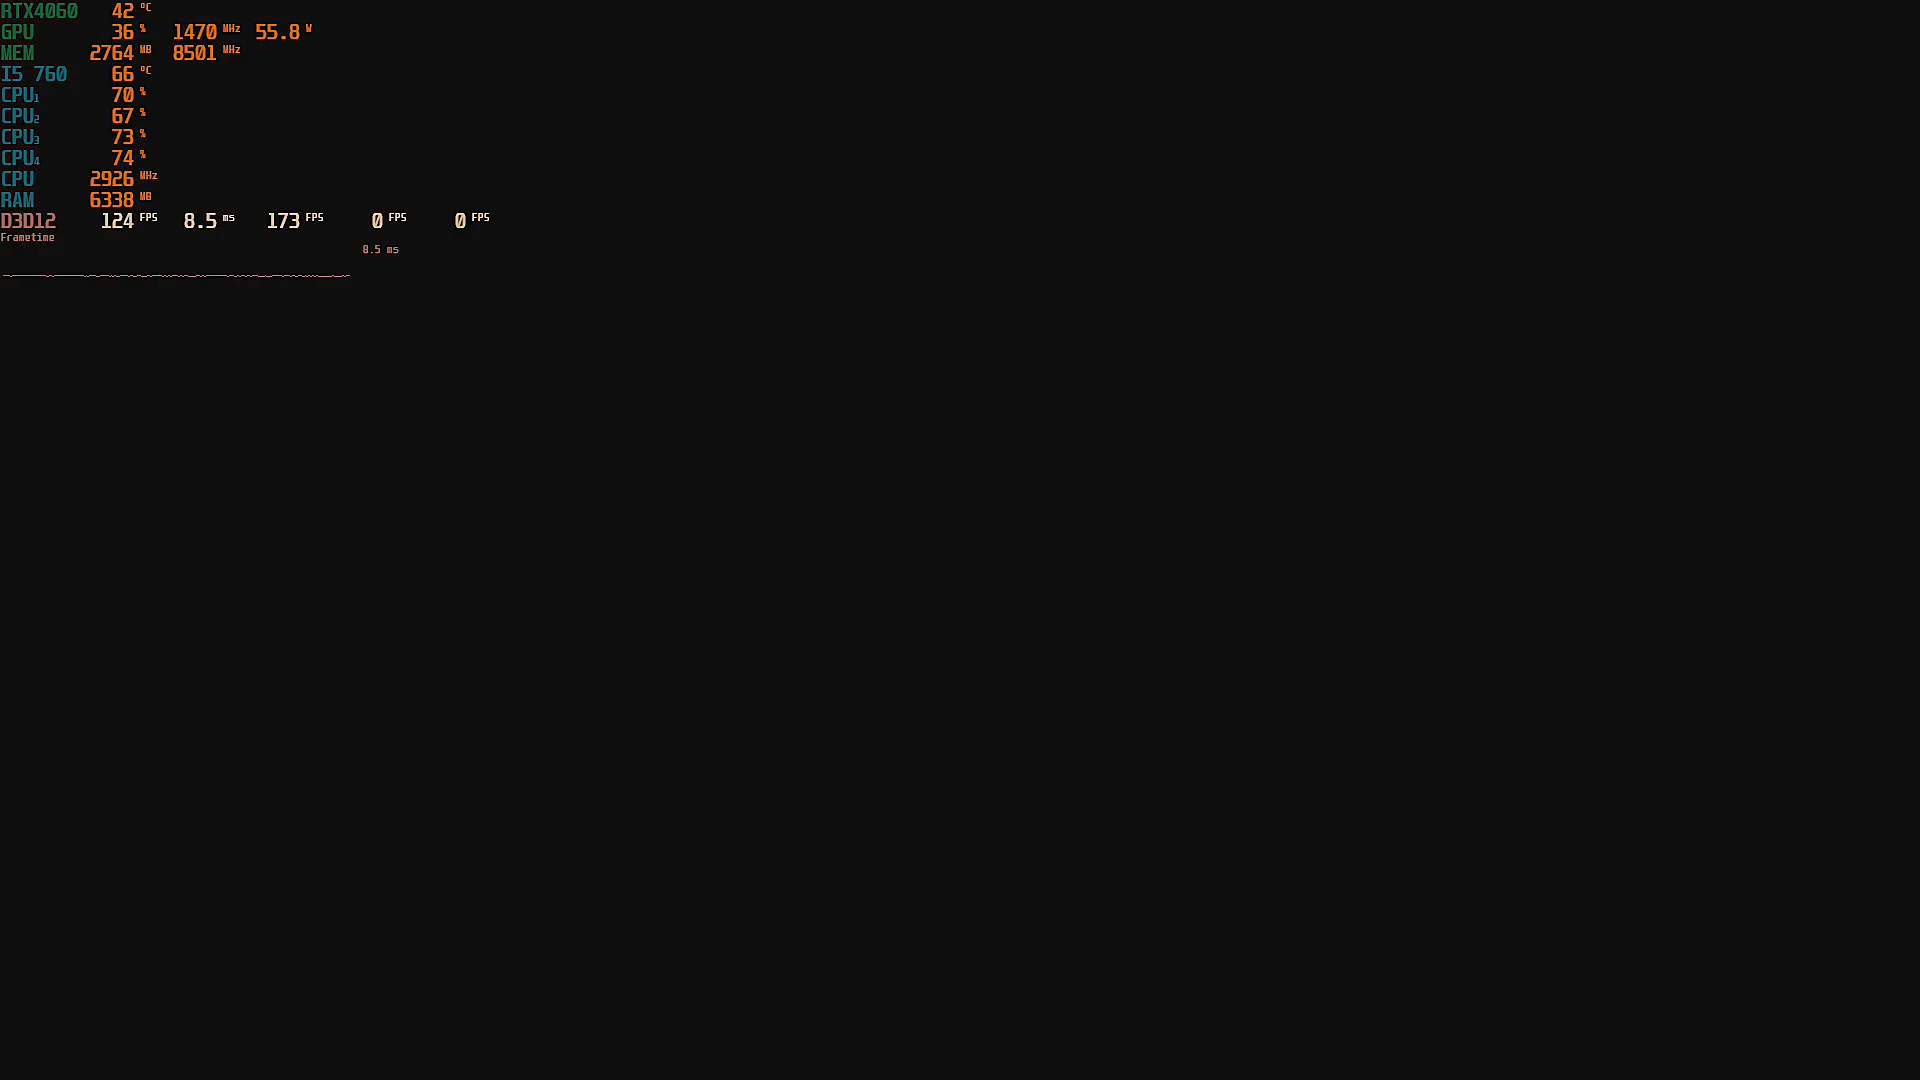 RTX4060 42 °C
GPU 36 % 1470 MHz 55.8 W
MEM 2764 MB 8501 MHz
I5 760 66 °C
CPU1 70 %
CPU2 67 %
CPU3 73 %
CPU4 74 %
CPU 2926 MHz
RAM 6338 MB
D3D12 124 FPS 8.5 ms 173 FPS 0 FPS 0 FPS
Frametime
8.5 ms